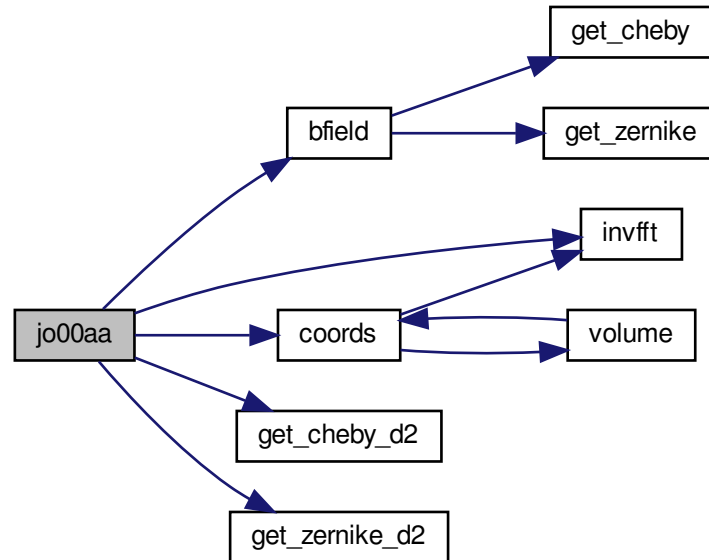 get_cheby
bfield
get_zernike
invfft
jo00aa
coords
volume
get_cheby_d2
get_zernike_d2